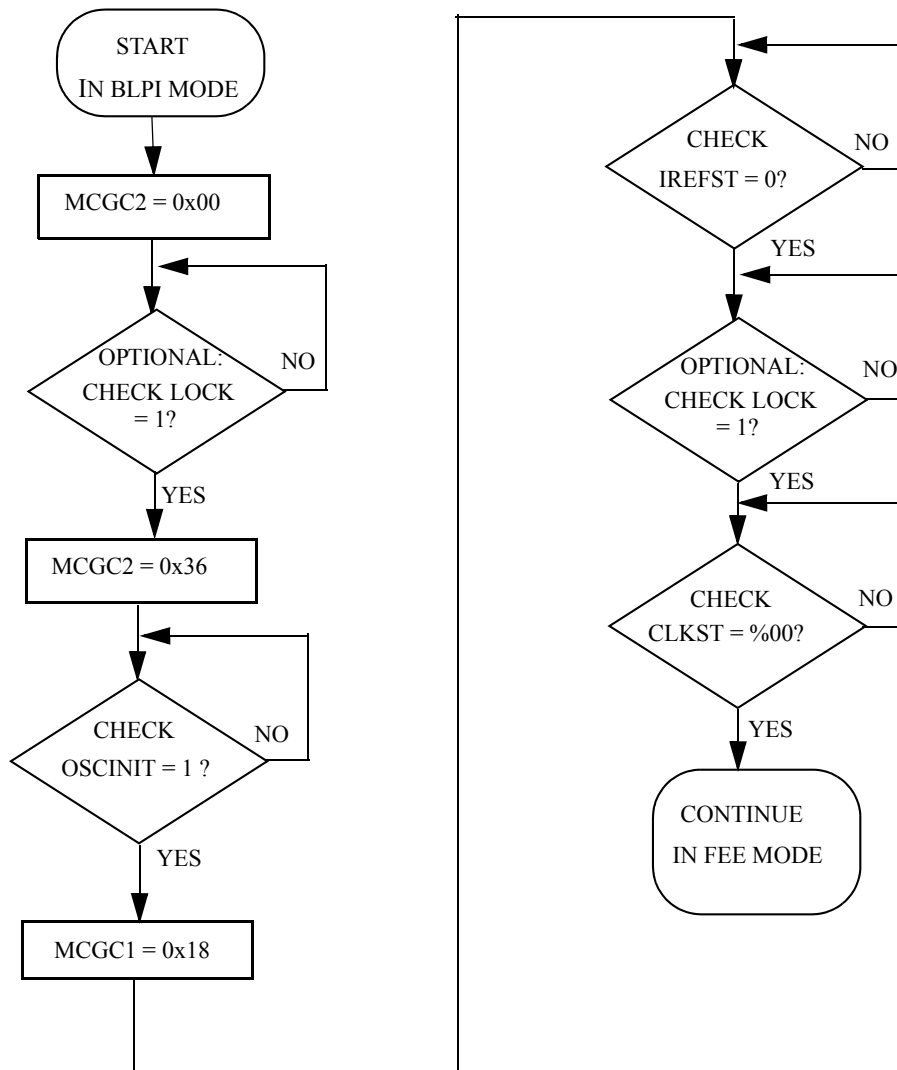 START
IN BLPI MODE
MCGC2 = 0x00
OPTIONAL:
CHECK LOCK
= 1?
NO
YES
MCGC2 = 0x36
CHECK
OSCINIT = 1 ?
NO
YES
MCGC1 = 0x18
CHECK
IREFST = 0?
NO
YES
OPTIONAL:
CHECK LOCK
= 1?
NO
YES
CHECK
CLKST = %00?
NO
YES
CONTINUE
IN FEE MODE